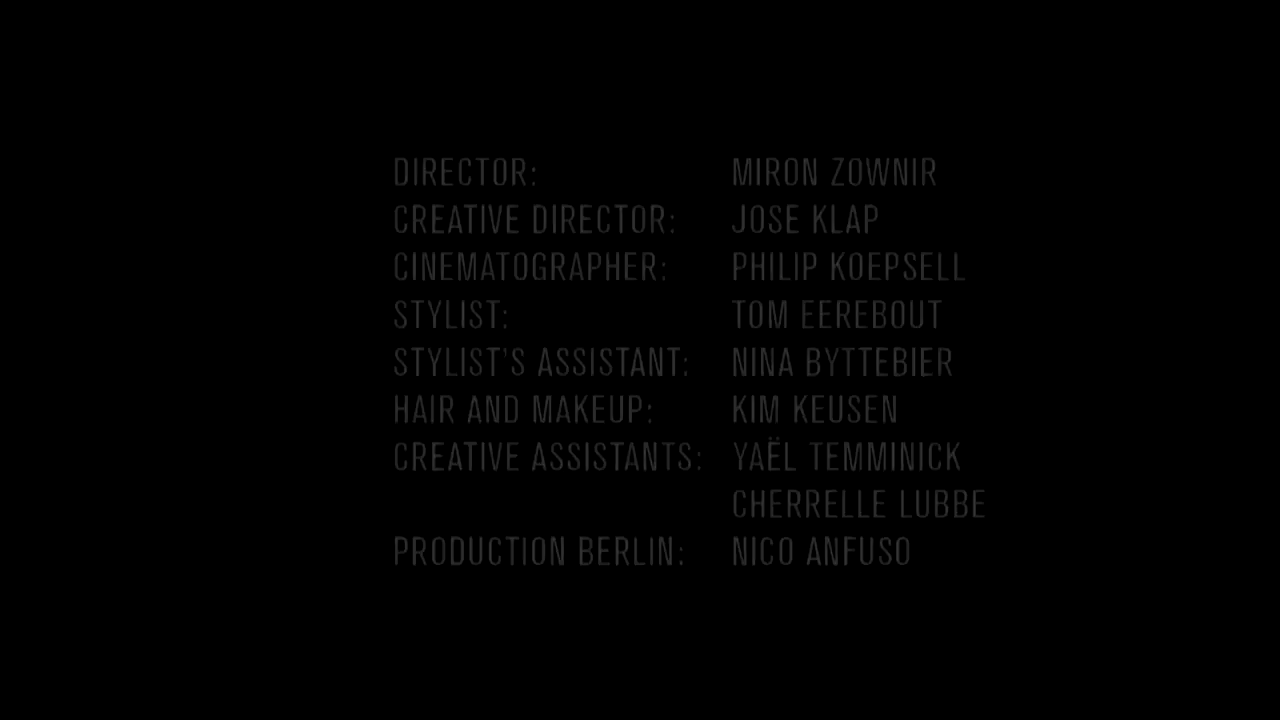 DIRECTOR: MIRON ZOWNIR
CREATIVE DIRECTOR: JOSE KLAP
CINEMATOGRAPHER: PHILIP KOEPSELL
STYLIST: TOM EEREBOUT
STYLIST'S ASSISTANT: NINA BYTTEBIER
HAIR AND MAKEUP: KIM KEUSEN
CREATIVE ASSISTANTS: YAËL TEMMINICK
CHERRELLE LUBBE
PRODUCTION BERLIN: NICO ANFUSO